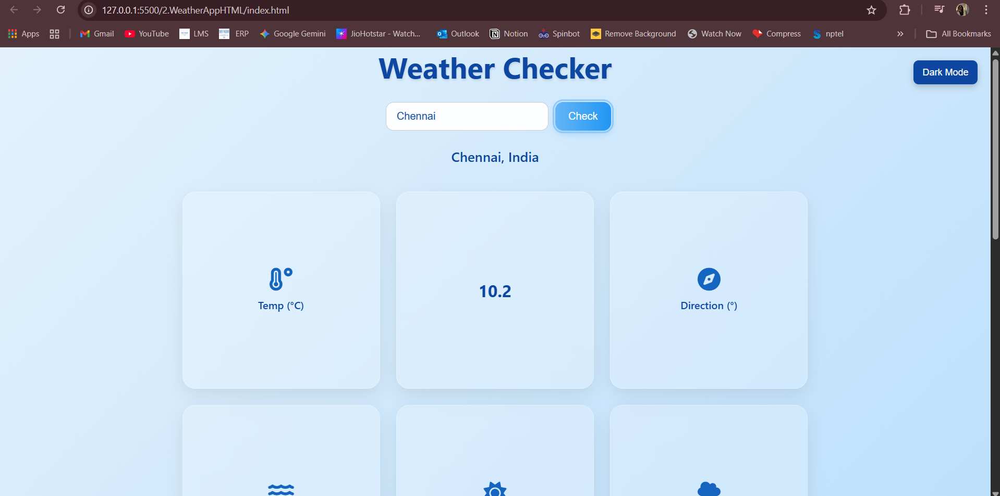 127.0.0.1:5500/2.WeatherAppHTML/index.html
Apps Gmail YouTube LMS ERP Google Gemini JioHotstar - Watch... Outlook Notion Spinbot Remove Background Watch Now Compress nptel » All Bookmarks
Weather Checker
Dark Mode
Chennai Check
Chennai, India
10.2
Temp (°C) Direction (°)